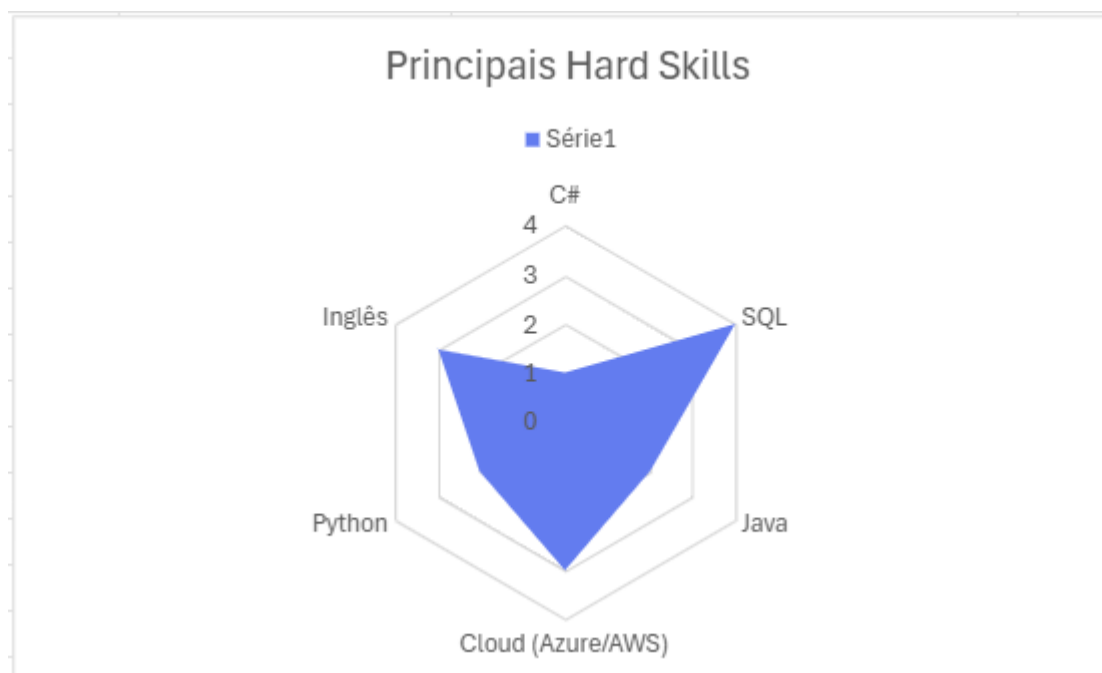 Principais Hard Skills
Série1
C#
4
3
2
1
0
Inglês
SQL
Python
Java
Cloud (Azure/AWS)